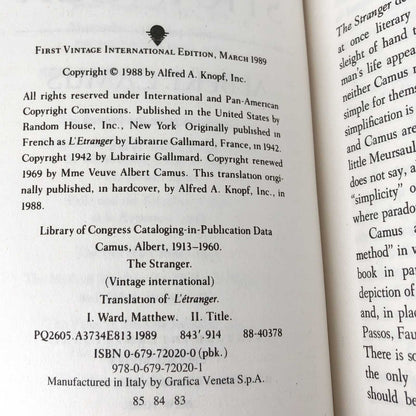 FIRST VINTAGE INTERNATIONAL EDITION, MARCH 1989
Copyright © 1988 by Alfred A. Knopf, Inc.
All rights reserved under International and Pan-American
Copyright Conventions. Published in the United States by
Random House, Inc., New York Originally published in
French as L'Etranger by Librairie Gallimard, France, in 1942.
Copyright 1942 by Librairie Gallimard. Copyright renewed
1969 by Mme Veuve Albert Camus. This translation origi-
nally published, in hardcover, by Alfred A. Knopf, Inc., in
1988.
Library of Congress Cataloging-in-Publication Data
Camus, Albert, 1913–1960.
The Stranger.
(Vintage international)
Translation of L'étranger.
I. Ward, Matthew. II. Title.
PQ2605.A3734E813 1989 843'.914 88-40378
ISBN 0-679-72020-0 (pbk.)
978-0-679-72020-1
Manufactured in Italy by Grafica Veneta S.p.A.
85 84 83
The Stranger
at once literary
sleight of hand
man's life appea
neither Camus
simple for thems
simplification is
and Camus are
little Meursaul
does not say, a
"simplicity"
where parado
Camus
method" in
book in pa
depiction of
and, in plac
Passos, Fau
There is so
the only
should be